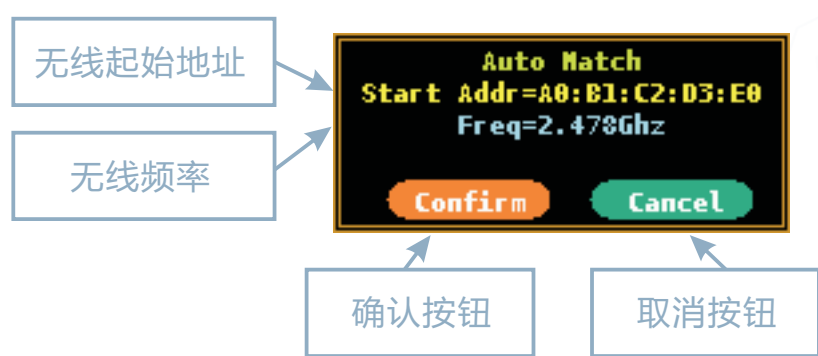 无线起始地址
无线频率
Auto Match
Start Addr=A0:B1:C2:D3:E0
Freq=2.478Ghz
Confirm
Cancel
确认按钮
取消按钮